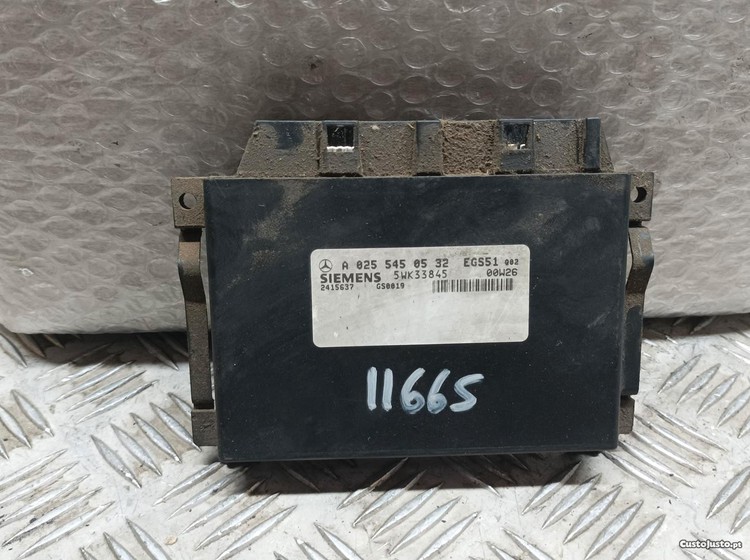 A 025 545 05 32 EGS51 002
SIEMENS 5WK33845 00W26
2415637 GS0019
11665
CustoJusto.pt